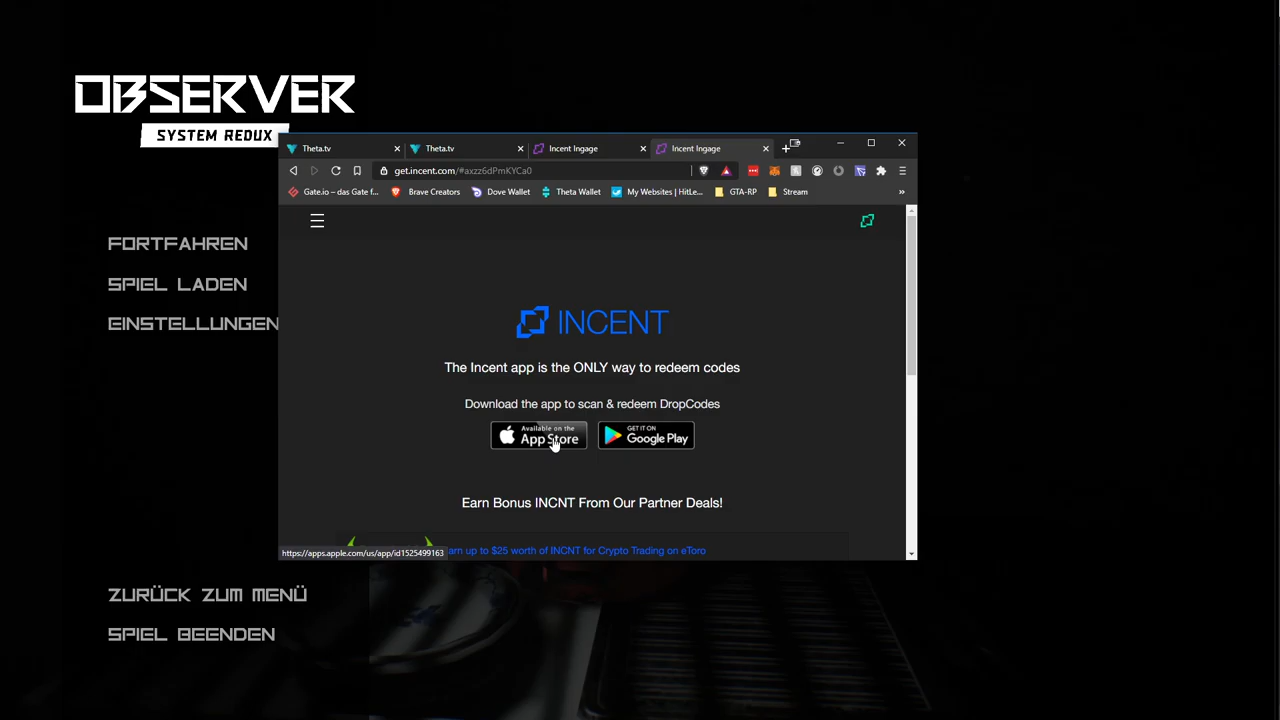 OBSERVER
SYSTEM REDUX
Theta.tv
Theta.tv
Incent Ingage
Incent Ingage
get.incent.com/#axzz6dPmKYCa0
Gate.io – das Gate f...
Brave Creators
Dove Wallet
Theta Wallet
My Websites | HitLe...
GTA-RP
Stream
»
FORTFAHREN
SPIEL LADEN
EINSTELLUNGEN
INCENT
The Incent app is the ONLY way to redeem codes
Download the app to scan & redeem DropCodes
Available on the
App Store
GET IT ON
Google Play
Earn Bonus INCNT From Our Partner Deals!
https://apps.apple.com/us/app/id1525499163
arn up to $25 worth of INCNT for Crypto Trading on eToro
ZURÜCK ZUM MENÜ
SPIEL BEENDEN